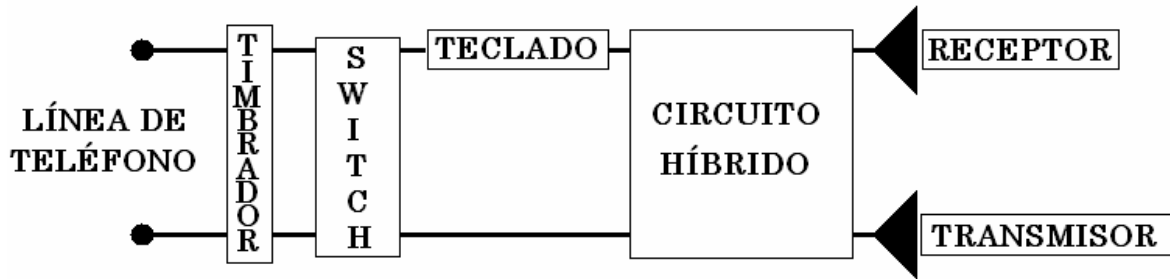 LÍNEA DE
TELÉFONO
TIMBRADOR
SWITCH
TECLADO
CIRCUITO
HÍBRIDO
RECEPTOR
TRANSMISOR